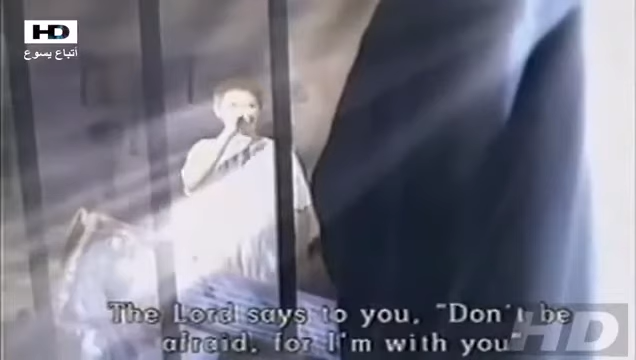 HD
أتباع يسوع
The Lord says to you, "Don't be
afraid, for I'm with you"
HD